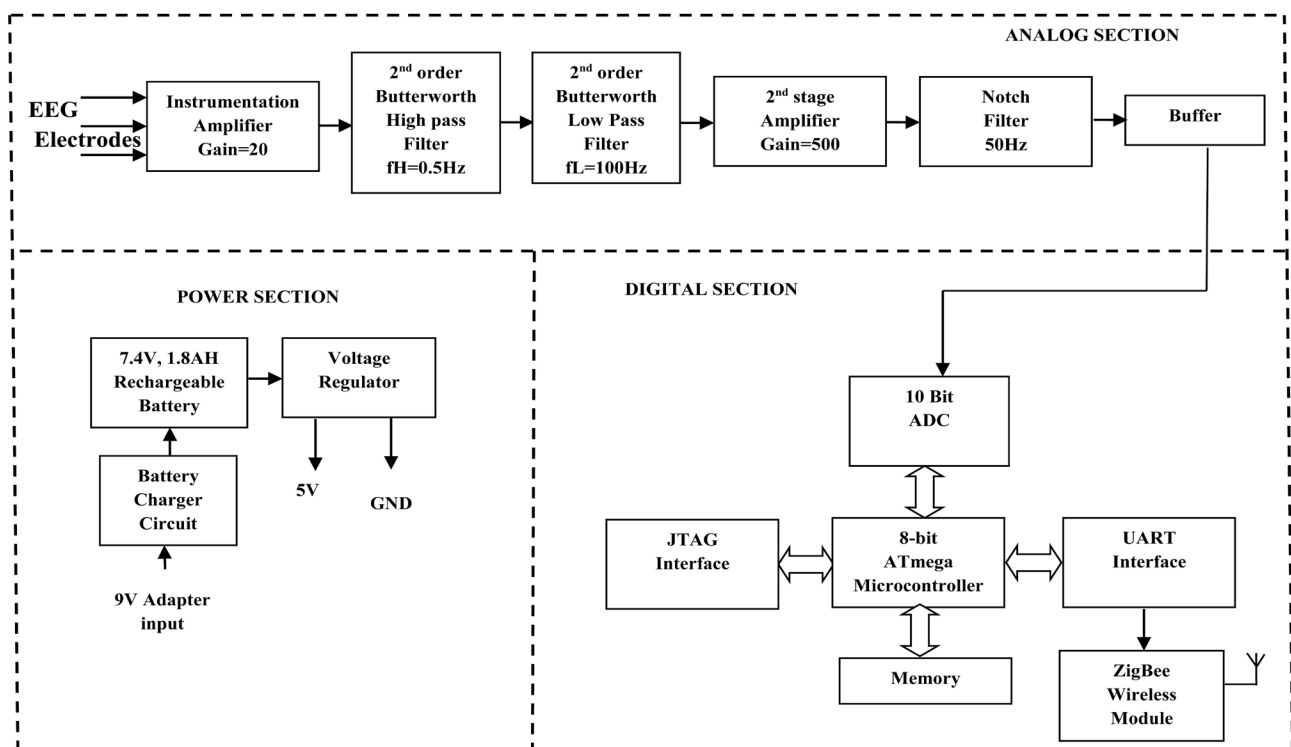 ANALOG SECTION
EEG
Electrodes
Instrumentation
Amplifier
Gain=20
2nd order
Butterworth
High pass
Filter
fH=0.5Hz
2nd order
Butterworth
Low Pass
Filter
fL=100Hz
2nd stage
Amplifier
Gain=500
Notch
Filter
50Hz
Buffer
POWER SECTION
7.4V, 1.8AH
Rechargeable
Battery
Voltage
Regulator
Battery
Charger
Circuit
5V
GND
9V Adapter
input
DIGITAL SECTION
10 Bit
ADC
JTAG
Interface
8-bit
ATmega
Microcontroller
UART
Interface
Memory
ZigBee
Wireless
Module